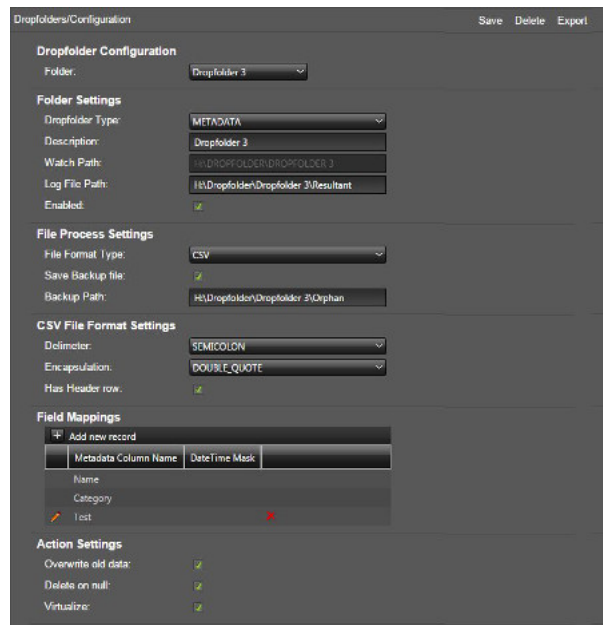 Dropfolders/Configuration Save Delete Export
Dropfolder Configuration
Folder: Dropfolder 3
Folder Settings
Dropfolder Type: METADATA
Description: Dropfolder 3
Watch Path: H:\DROPFOLDER\DROPFOLDER 3
Log File Path: H:\Dropfolder\Dropfolder 3\Resultant
Enabled:
File Process Settings
File Format Type: CSV
Save Backup file:
Backup Path: H:\Dropfolder\Dropfolder 3\Orphan
CSV File Format Settings
Delimeter: SEMICOLON
Encapsulation: DOUBLE_QUOTE
Has Header row:
Field Mappings
+ Add new record
Metadata Column Name DateTime Mask
Name
Category
Test
Action Settings
Overwrite old data:
Delete on null:
Virtualize: